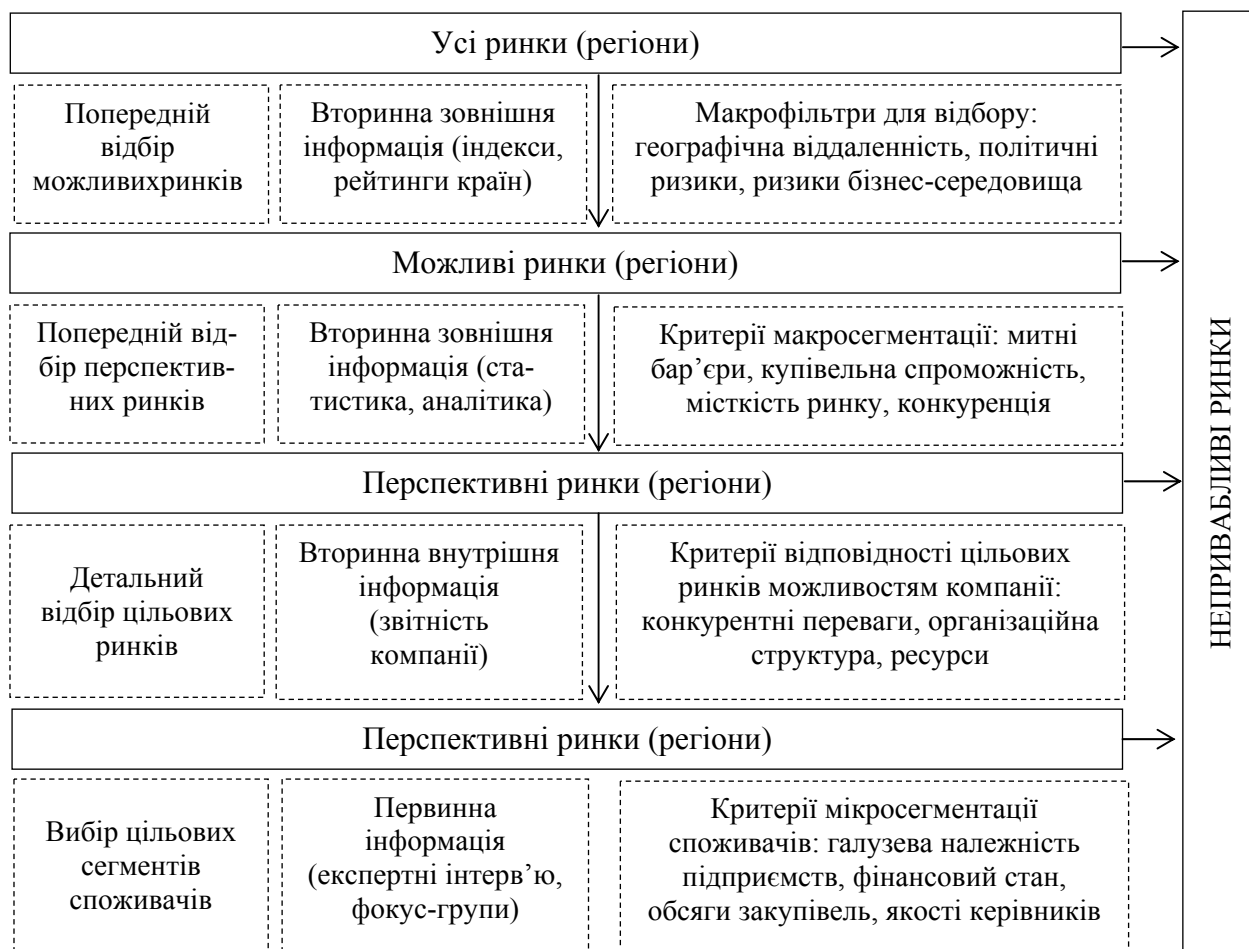 Усі ринки (регіони)
Попередній
відбір
можливихринків
Вторинна зовнішня
інформація (індекси,
рейтинги країн)
Макрофільтри для відбору:
географічна віддаленність, політичні
ризики, ризики бізнес-середовища
Можливі ринки (регіони)
Попередній від-
бір перспектив-
них ринків
Вторинна зовнішня
інформація (ста-
тистика, аналітика)
Критерії макросегментації: митні
бар’єри, купівельна спроможність,
місткість ринку, конкуренція
Перспективні ринки (регіони)
Детальний
відбір цільових
ринків
Вторинна внутрішня
інформація
(звітність
компанії)
Критерії відповідності цільових
ринків можливостям компанії:
конкурентні переваги, організаційна
структура, ресурси
Перспективні ринки (регіони)
Вибір цільових
сегментів
споживачів
Первинна
інформація
(експертні інтерв’ю,
фокус-групи)
Критерії мікросегментації
споживачів: галузева належність
підприємств, фінансовий стан,
обсяги закупівель, якості керівників
НЕПРИВАБЛИВІ РИНКИ